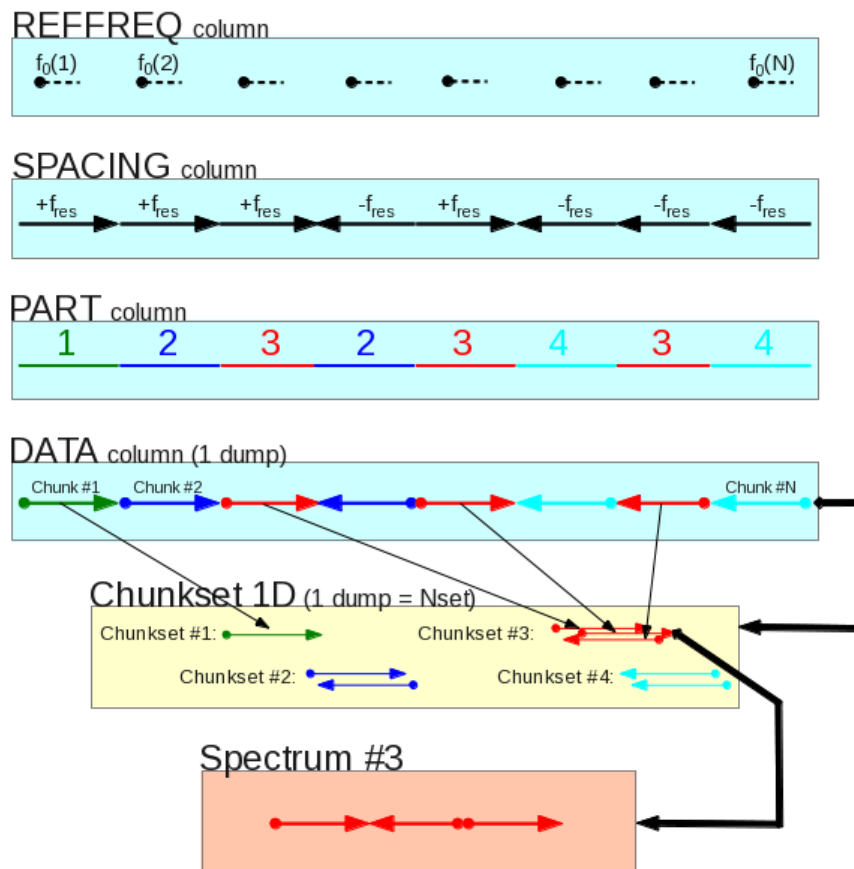 REFFREQ column
f0(1) f0(2) f0(N)
SPACING column
+fres +fres +fres -fres +fres -fres -fres -fres
PART column
1 2 3 2 3 4 3 4
DATA column (1 dump)
Chunk #1 Chunk #2 Chunk #N
Chunkset 1D (1 dump = Nset)
Chunkset #1: Chunkset #3:
Chunkset #2: Chunkset #4:
Spectrum #3